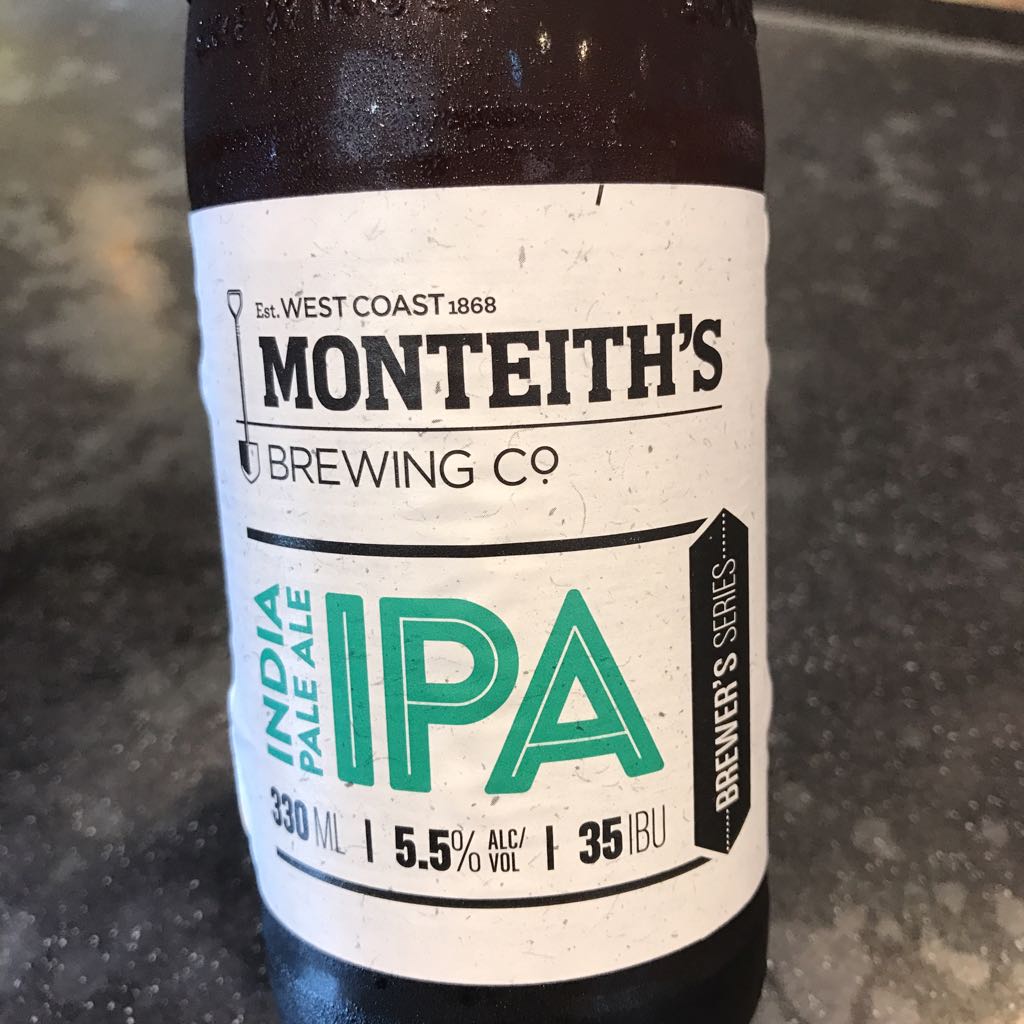 Est. WEST COAST 1868
MONTEITH'S
BREWING CO
INDIA
PALE ALE
IPA
BREWER'S SERIES
330 ML | 5.5% ALC/VOL | 35 IBU